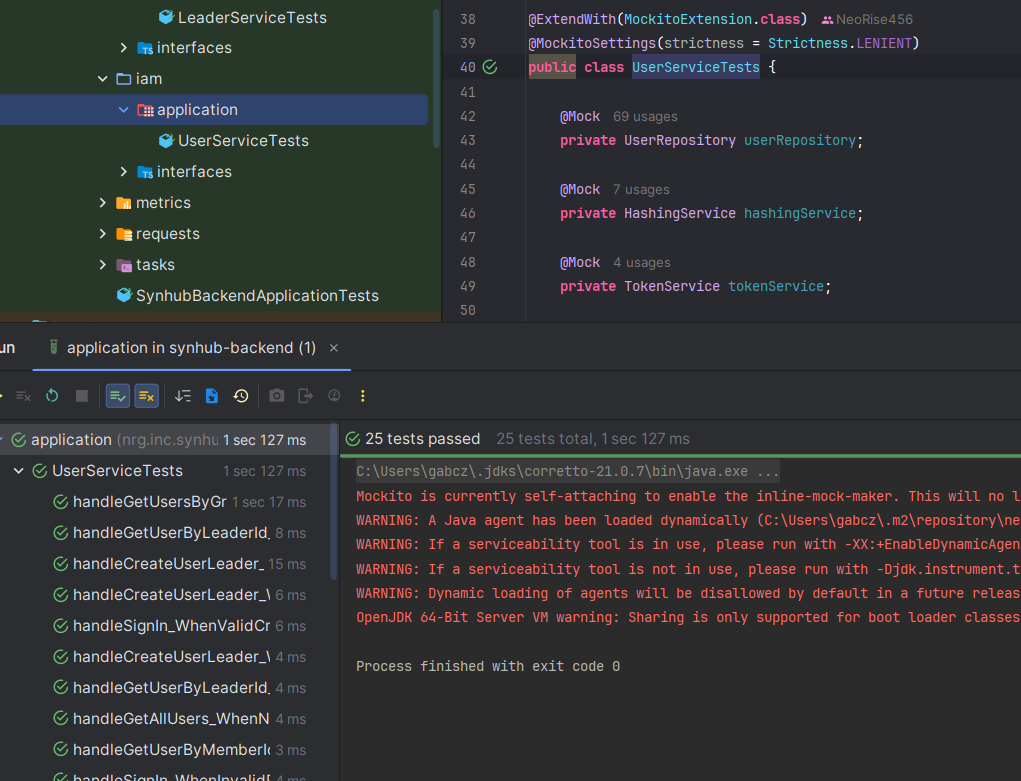 LeaderServiceTests
interfaces
iam
application
UserServiceTests
interfaces
metrics
requests
tasks
SynhubBackendApplicationTests
38 @ExtendWith(MockitoExtension.class) NeoRise456
39 @MockitoSettings(strictness = Strictness.LENIENT)
40 public class UserServiceTests {
41
42 @Mock 69 usages
43 private UserRepository userRepository;
44
45 @Mock 7 usages
46 private HashingService hashingService;
47
48 @Mock 4 usages
49 private TokenService tokenService;
50
un application in synhub-backend (1) ×
application (nrg.inc.synhu 1 sec 127 ms
UserServiceTests 1 sec 127 ms
handleGetUsersByGr 1 sec 17 ms
handleGetUserByLeaderId_ 8 ms
handleCreateUserLeader_ 15 ms
handleCreateUserLeader_ 6 ms
handleSignIn_WhenValidCr 6 ms
handleCreateUserLeader_ 4 ms
handleGetUserByLeaderId_ 4 ms
handleGetAllUsers_WhenN 4 ms
handleGetUserByMemberI 3 ms
handleSignIn_WhenInvalid 4 ms
25 tests passed 25 tests total, 1 sec 127 ms
C:\Users\gabcz\.jdks\corretto-21.0.7\bin\java.exe ...
Mockito is currently self-attaching to enable the inline-mock-maker. This will no l
WARNING: A Java agent has been loaded dynamically (C:\Users\gabcz\.m2\repository\ne
WARNING: If a serviceability tool is in use, please run with -XX:+EnableDynamicAgen
WARNING: If a serviceability tool is not in use, please run with -Djdk.instrument.t
WARNING: Dynamic loading of agents will be disallowed by default in a future releas
OpenJDK 64-Bit Server VM warning: Sharing is only supported for boot loader classes
Process finished with exit code 0